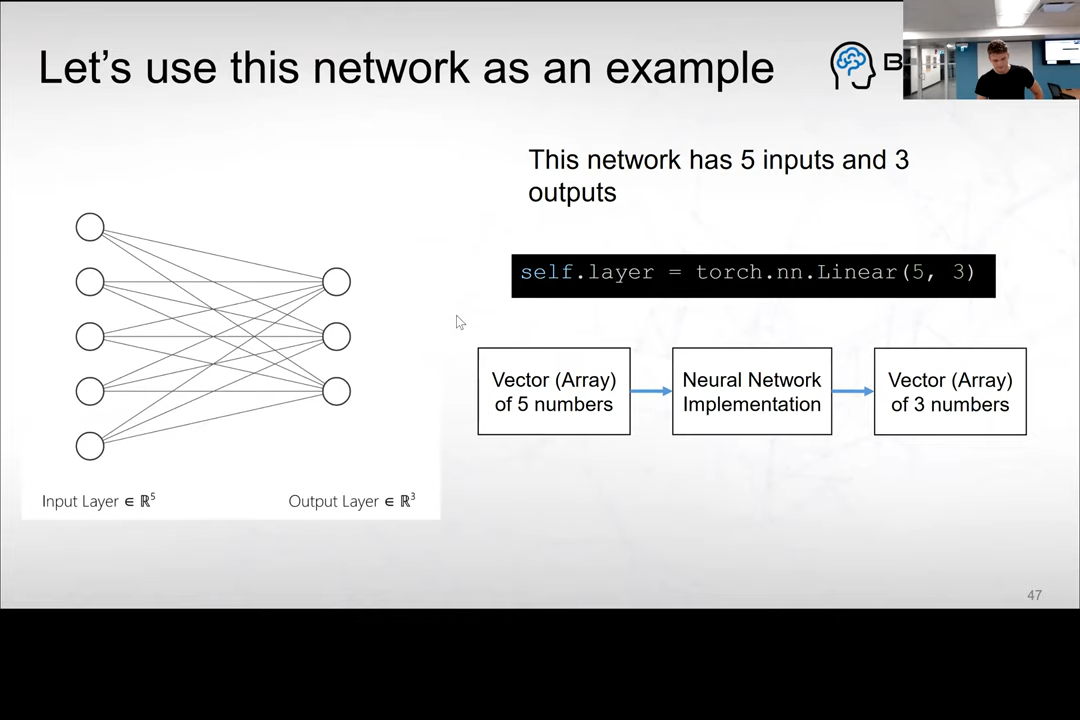 Let's use this network as an example
This network has 5 inputs and 3
outputs
self.layer = torch.nn.Linear(5, 3)
Vector (Array)
of 5 numbers
Neural Network
Implementation
Vector (Array)
of 3 numbers
Input Layer ∈ ℝ⁵
Output Layer ∈ ℝ³
47